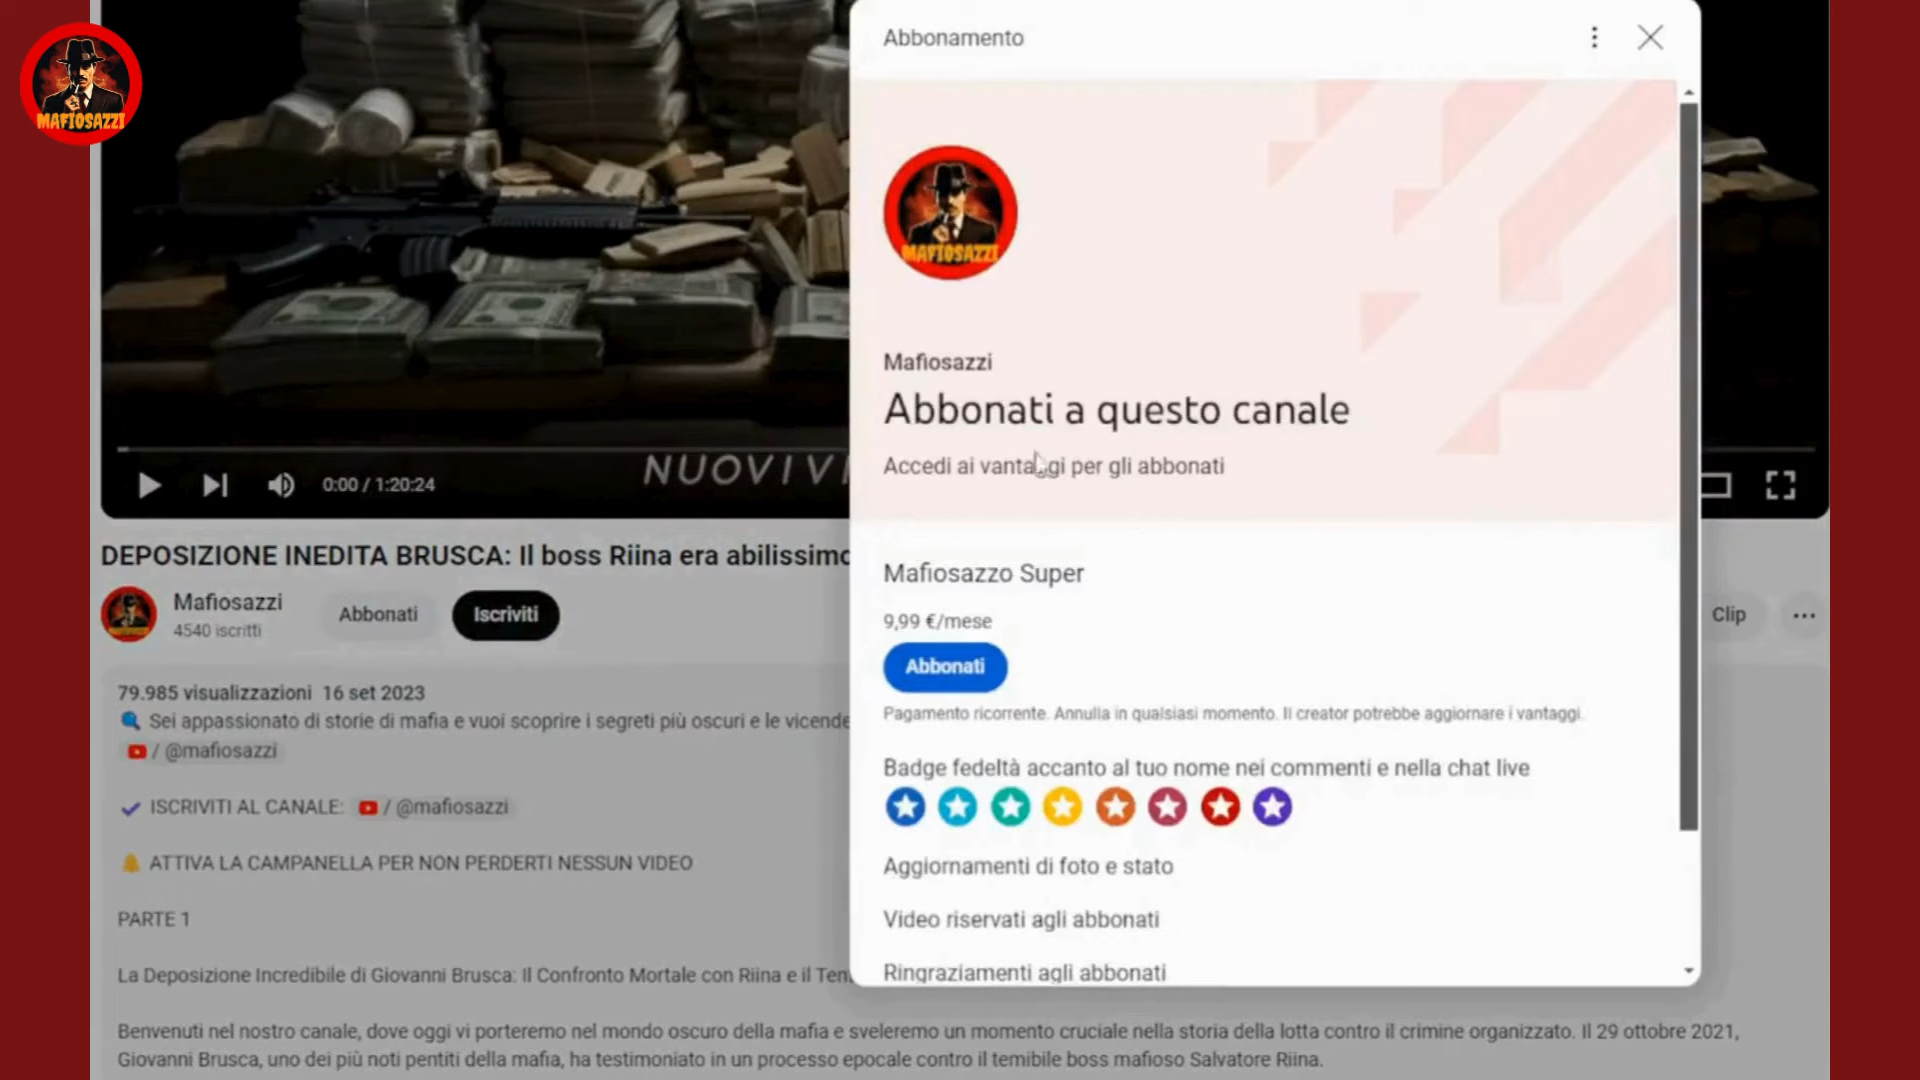 MAFIOSAZZI
Abbonamento
MAFIOSAZZI
Mafiosazzi
Abbonati a questo canale
Accedi ai vantaggi per gli abbonati
Mafiosazzo Super
9,99 €/mese
Abbonati
Pagamento ricorrente. Annulla in qualsiasi momento. Il creator potrebbe aggiornare i vantaggi.
Badge fedeltà accanto al tuo nome nei commenti e nella chat live
Aggiornamenti di foto e stato
Video riservati agli abbonati
Ringraziamenti agli abbonati
0:00 / 1:20:24
NUOVI
DEPOSIZIONE INEDITA BRUSCA: Il boss Riina era abilissimo
Mafiosazzi
4540 iscritti
Abbonati
Iscriviti
Clip
79.985 visualizzazioni 16 set 2023
Sei appassionato di storie di mafia e vuoi scoprire i segreti più oscuri e le vicende
/ @mafiosazzi
ISCRIVITI AL CANALE: / @mafiosazzi
ATTIVA LA CAMPANELLA PER NON PERDERTI NESSUN VIDEO
PARTE 1
La Deposizione Incredibile di Giovanni Brusca: Il Confronto Mortale con Riina e il
Benvenuti nel nostro canale, dove oggi vi porteremo nel mondo oscuro della mafia e sveleremo un momento cruciale nella storia della lotta contro il crimine organizzato. Il 29 ottobre 2021,
Giovanni Brusca, uno dei più noti pentiti della mafia, ha testimoniato in un processo epocale contro il temibile boss mafioso Salvatore Riina.